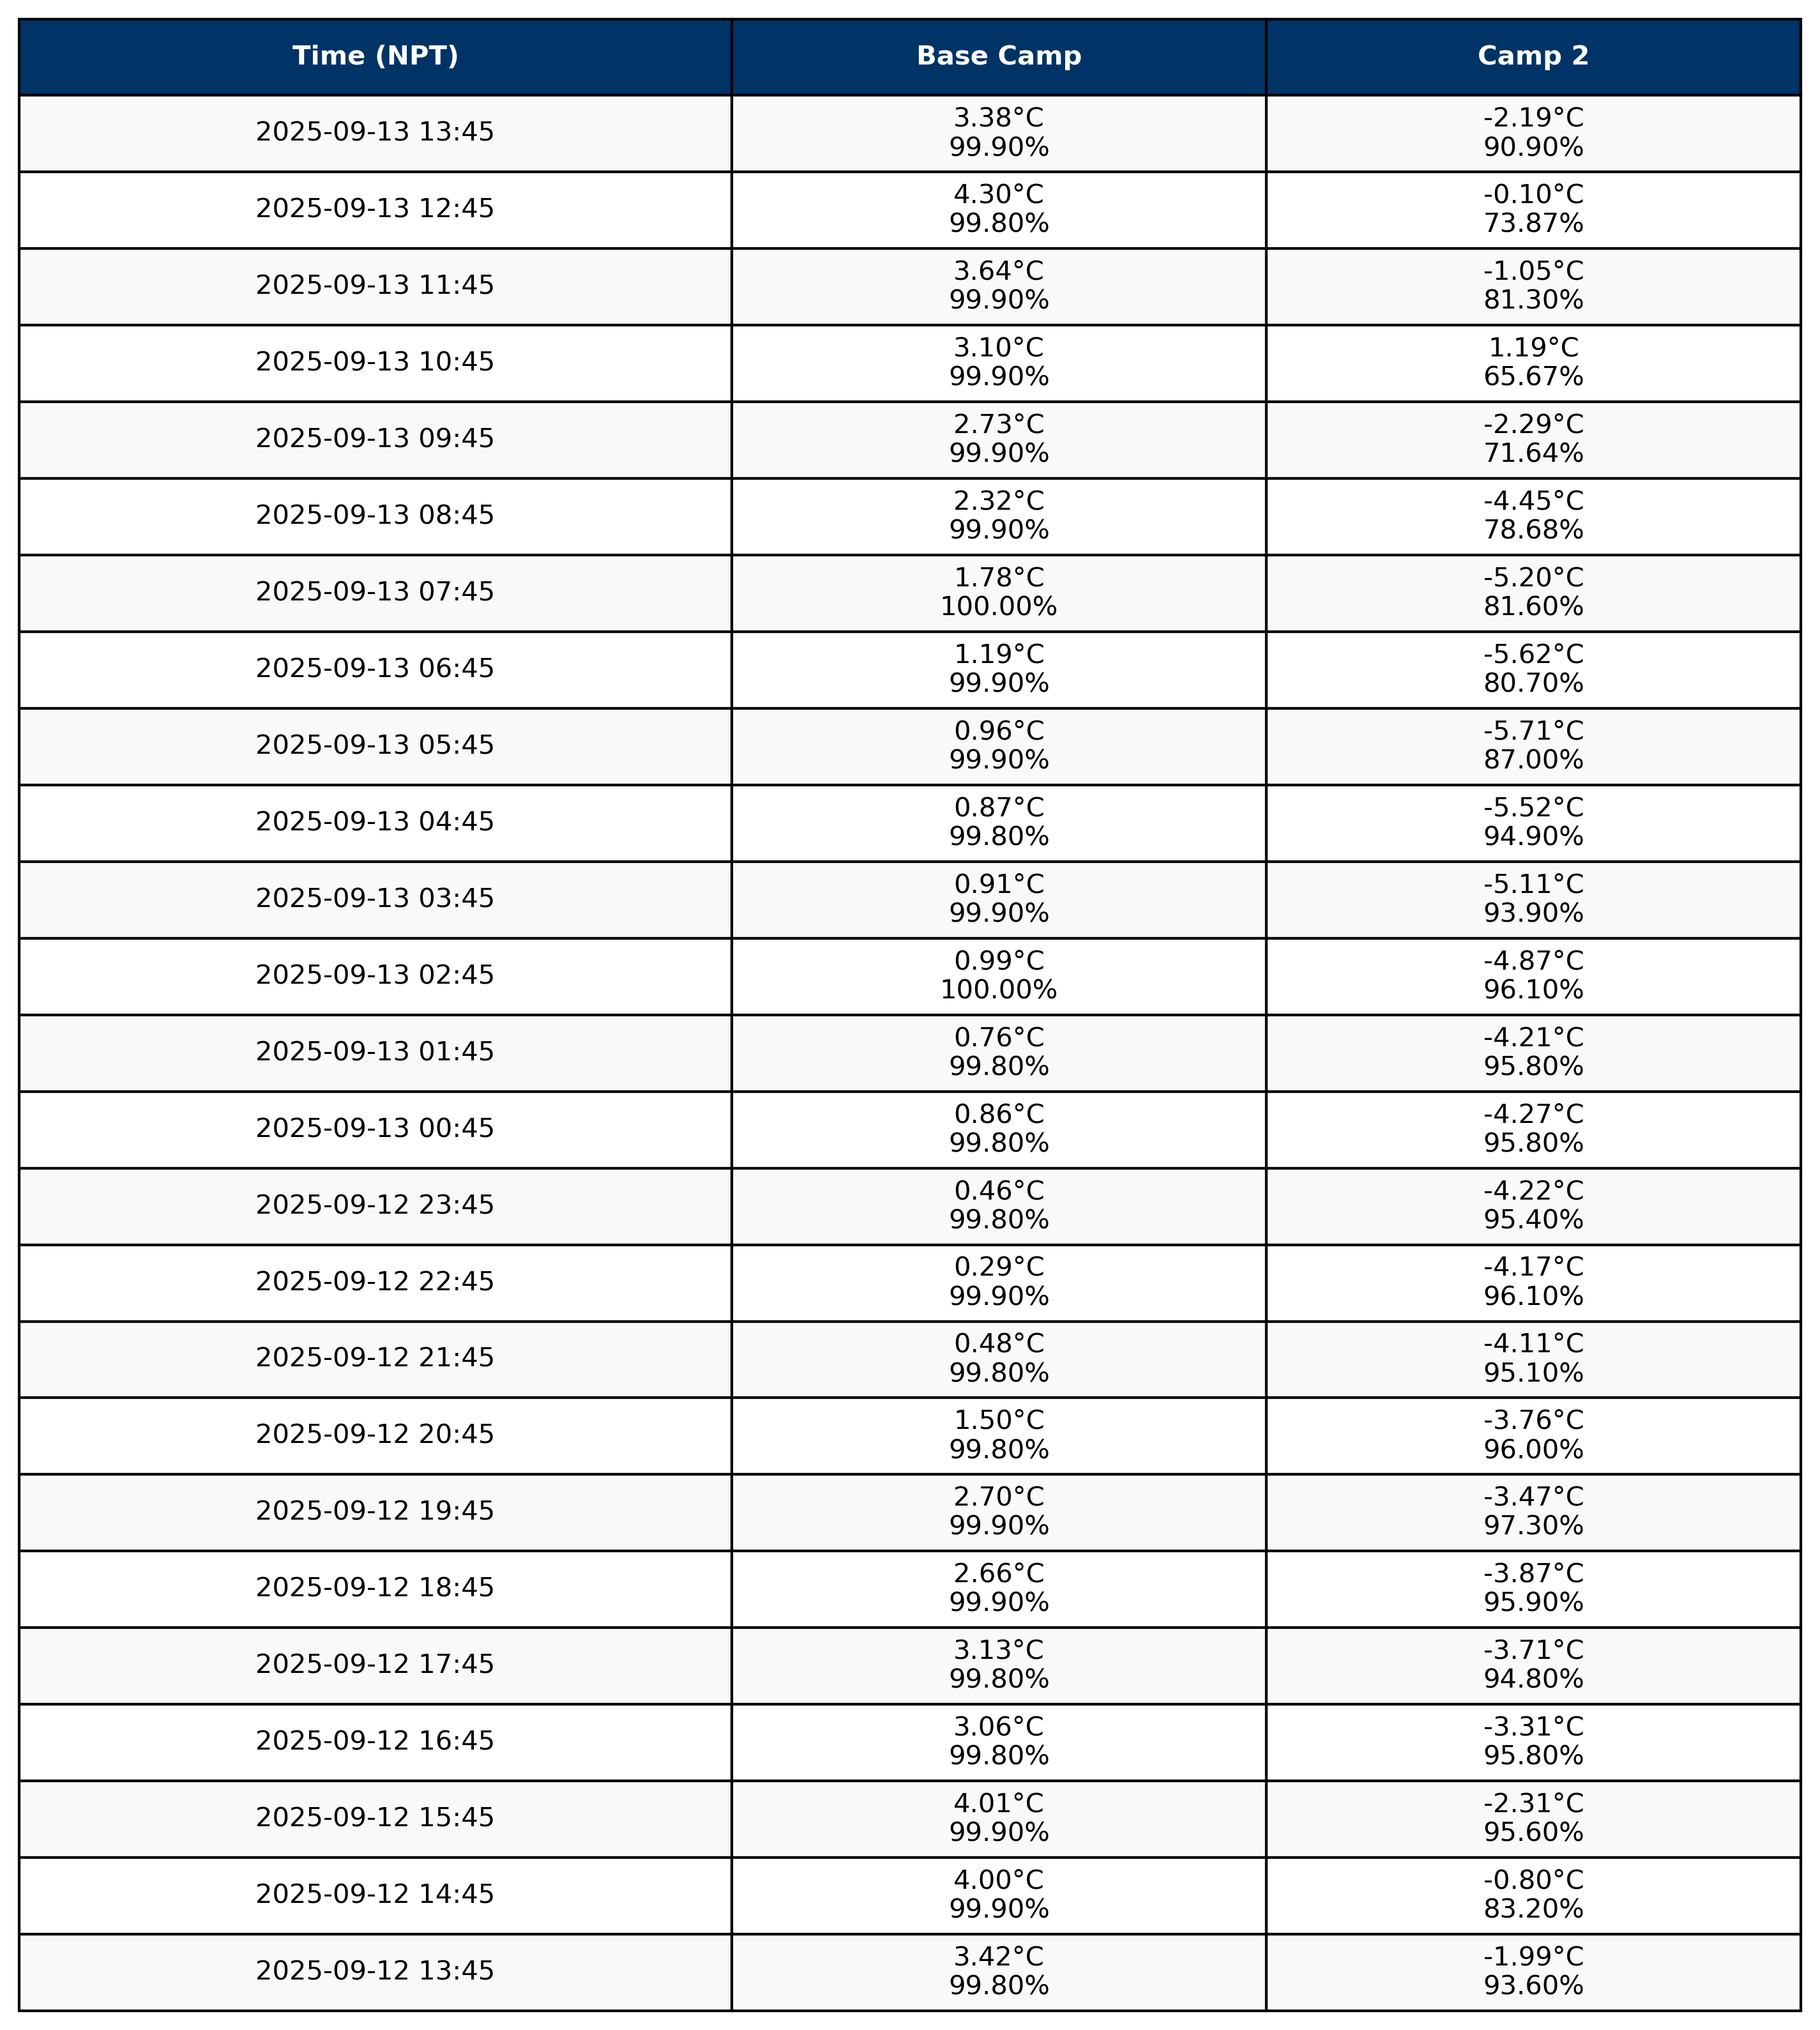 Time (NPT) Base Camp Camp 2
2025-09-13 13:45 3.38°C -2.19°C
99.90% 90.90%
2025-09-13 12:45 4.30°C -0.10°C
99.80% 73.87%
2025-09-13 11:45 3.64°C -1.05°C
99.90% 81.30%
2025-09-13 10:45 3.10°C 1.19°C
99.90% 65.67%
2025-09-13 09:45 2.73°C -2.29°C
99.90% 71.64%
2025-09-13 08:45 2.32°C -4.45°C
99.90% 78.68%
2025-09-13 07:45 1.78°C -5.20°C
100.00% 81.60%
2025-09-13 06:45 1.19°C -5.62°C
99.90% 80.70%
2025-09-13 05:45 0.96°C -5.71°C
99.90% 87.00%
2025-09-13 04:45 0.87°C -5.52°C
99.80% 94.90%
2025-09-13 03:45 0.91°C -5.11°C
99.90% 93.90%
2025-09-13 02:45 0.99°C -4.87°C
100.00% 96.10%
2025-09-13 01:45 0.76°C -4.21°C
99.80% 95.80%
2025-09-13 00:45 0.86°C -4.27°C
99.80% 95.80%
2025-09-12 23:45 0.46°C -4.22°C
99.80% 95.40%
2025-09-12 22:45 0.29°C -4.17°C
99.90% 96.10%
2025-09-12 21:45 0.48°C -4.11°C
99.80% 95.10%
2025-09-12 20:45 1.50°C -3.76°C
99.80% 96.00%
2025-09-12 19:45 2.70°C -3.47°C
99.90% 97.30%
2025-09-12 18:45 2.66°C -3.87°C
99.90% 95.90%
2025-09-12 17:45 3.13°C -3.71°C
99.80% 94.80%
2025-09-12 16:45 3.06°C -3.31°C
99.80% 95.80%
2025-09-12 15:45 4.01°C -2.31°C
99.90% 95.60%
2025-09-12 14:45 4.00°C -0.80°C
99.90% 83.20%
2025-09-12 13:45 3.42°C -1.99°C
99.80% 93.60%